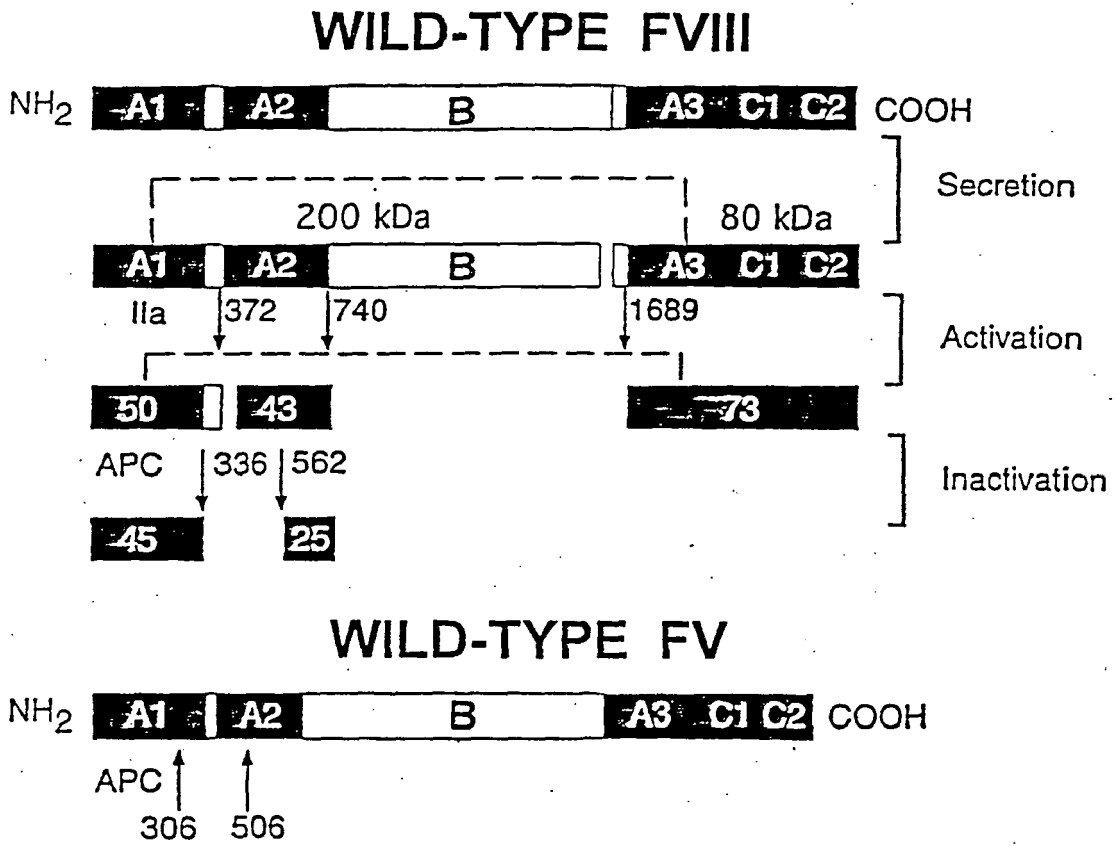 WILD-TYPE FVIII
NH2 A1 A2 B A3 C1 C2 COOH
Secretion
200 kDa 80 kDa
A1 A2 B A3 C1 C2
IIa 372 740 1689
Activation
50 43 73
APC 336 562
Inactivation
45 25
WILD-TYPE FV
NH2 A1 A2 B A3 C1 C2 COOH
APC
306 506